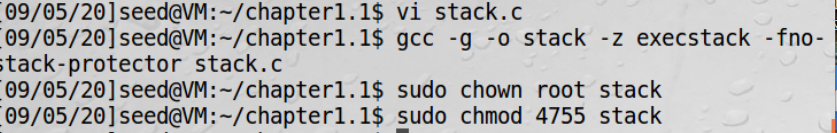 [09/05/20]seed@VM:~/chapter1.1$ vi stack.c
[09/05/20]seed@VM:~/chapter1.1$ gcc -g -o stack -z execstack -fno-
stack-protector stack.c
[09/05/20]seed@VM:~/chapter1.1$ sudo chown root stack
[09/05/20]seed@VM:~/chapter1.1$ sudo chmod 4755 stack